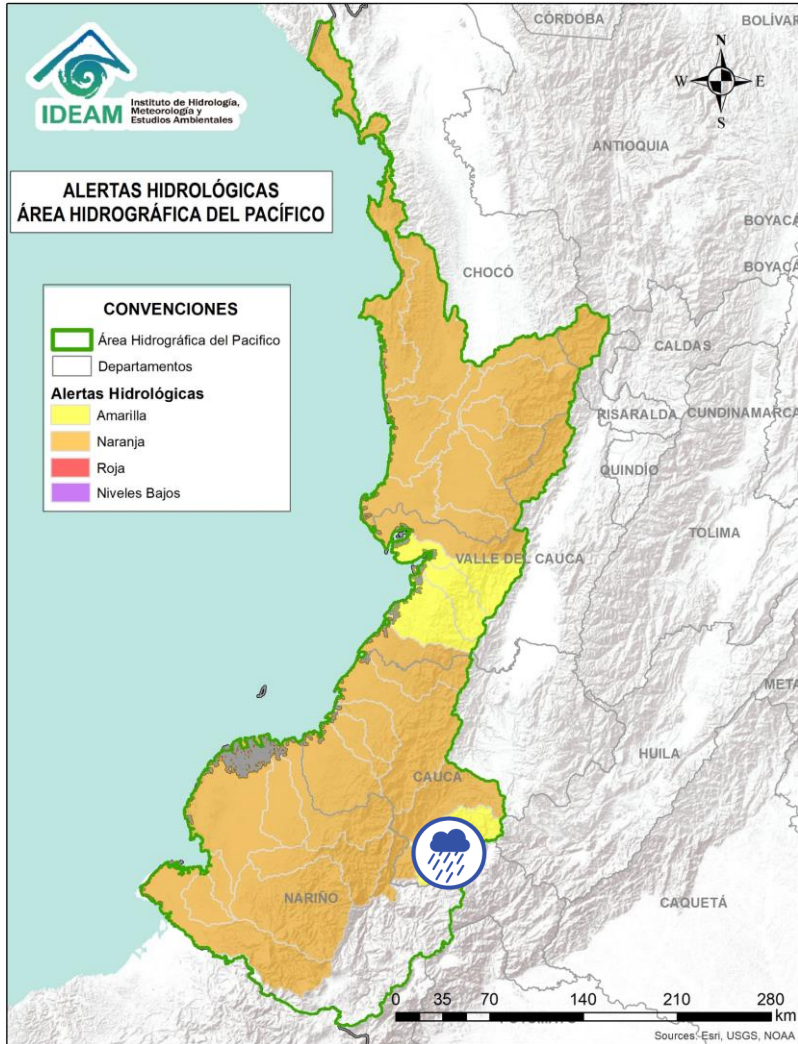 CÓRDOBA
BOLÍVAR
IDEAM
Instituto de Hidrología,
Meteorología y
Estudios Ambientales
N
W
E
S
ANTIOQUIA
ALERTAS HIDROLÓGICAS
ÁREA HIDROGRÁFICA DEL PACÍFICO
BOYACÁ
BOYACÁ
CHOCÓ
CONVENCIONES
Área Hidrográfica del Pacífico
Departamentos
Alertas Hidrológicas
Amarilla
Naranja
Roja
Niveles Bajos
CALDAS
RISARALDA
CUNDINAMARCA
QUINDÍO
TOLIMA
VALLE DEL CAUCA
META
HUILA
CAUCA
NARIÑO
CAQUETÁ
0 35 70 140 210 280
km
Sources: Esri, USGS, NOAA